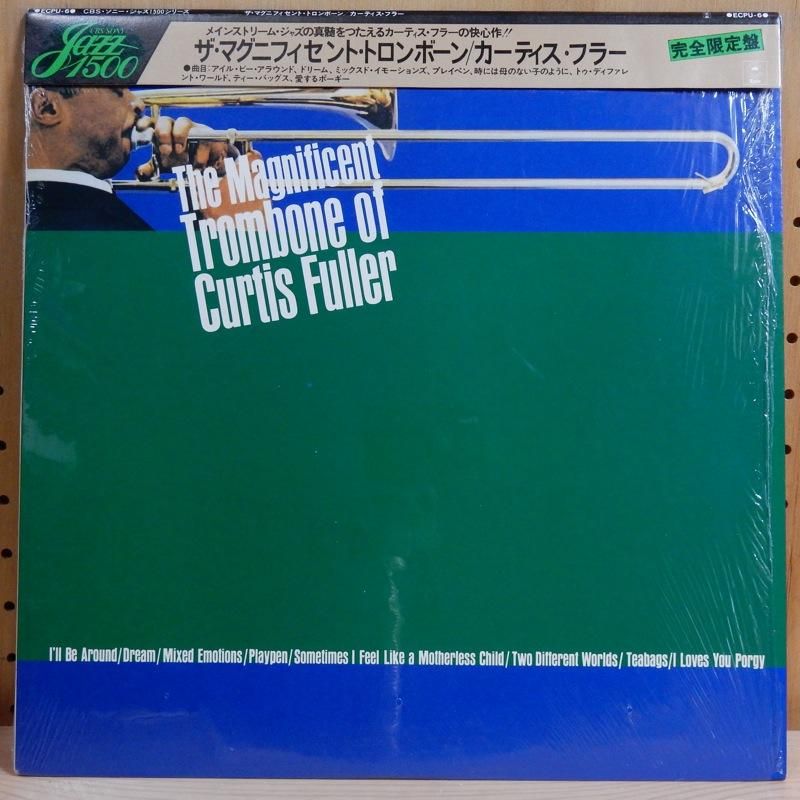 ●ECPU-6● CBS・ソニー・ジャズ1500シリーズ ザ・マグニフィセント・トロンボーン カーティス・フラー ●ECPU-6●
CBS SONY
Jazz
1500
メインストリーム・ジャズの真髄をつたえるカーティス・フラーの快心作!!
ザ・マグニフィセント・トロンボーン/カーティス・フラー
完全限定盤
●曲目:アイル・ビー・アラウンド、ドリーム、ミックスド・イモーションズ、プレイペン、時には母のない子のように、トゥ・ディファレ
ント・ワールド、ティー・バッグス、愛するポーギー
The Magnificent
Trombone of
Curtis Fuller
I'll Be Around/Dream/Mixed Emotions/Playpen/Sometimes I Feel Like a Motherless Child/Two Different Worlds/Teabags/I Loves You Porgy